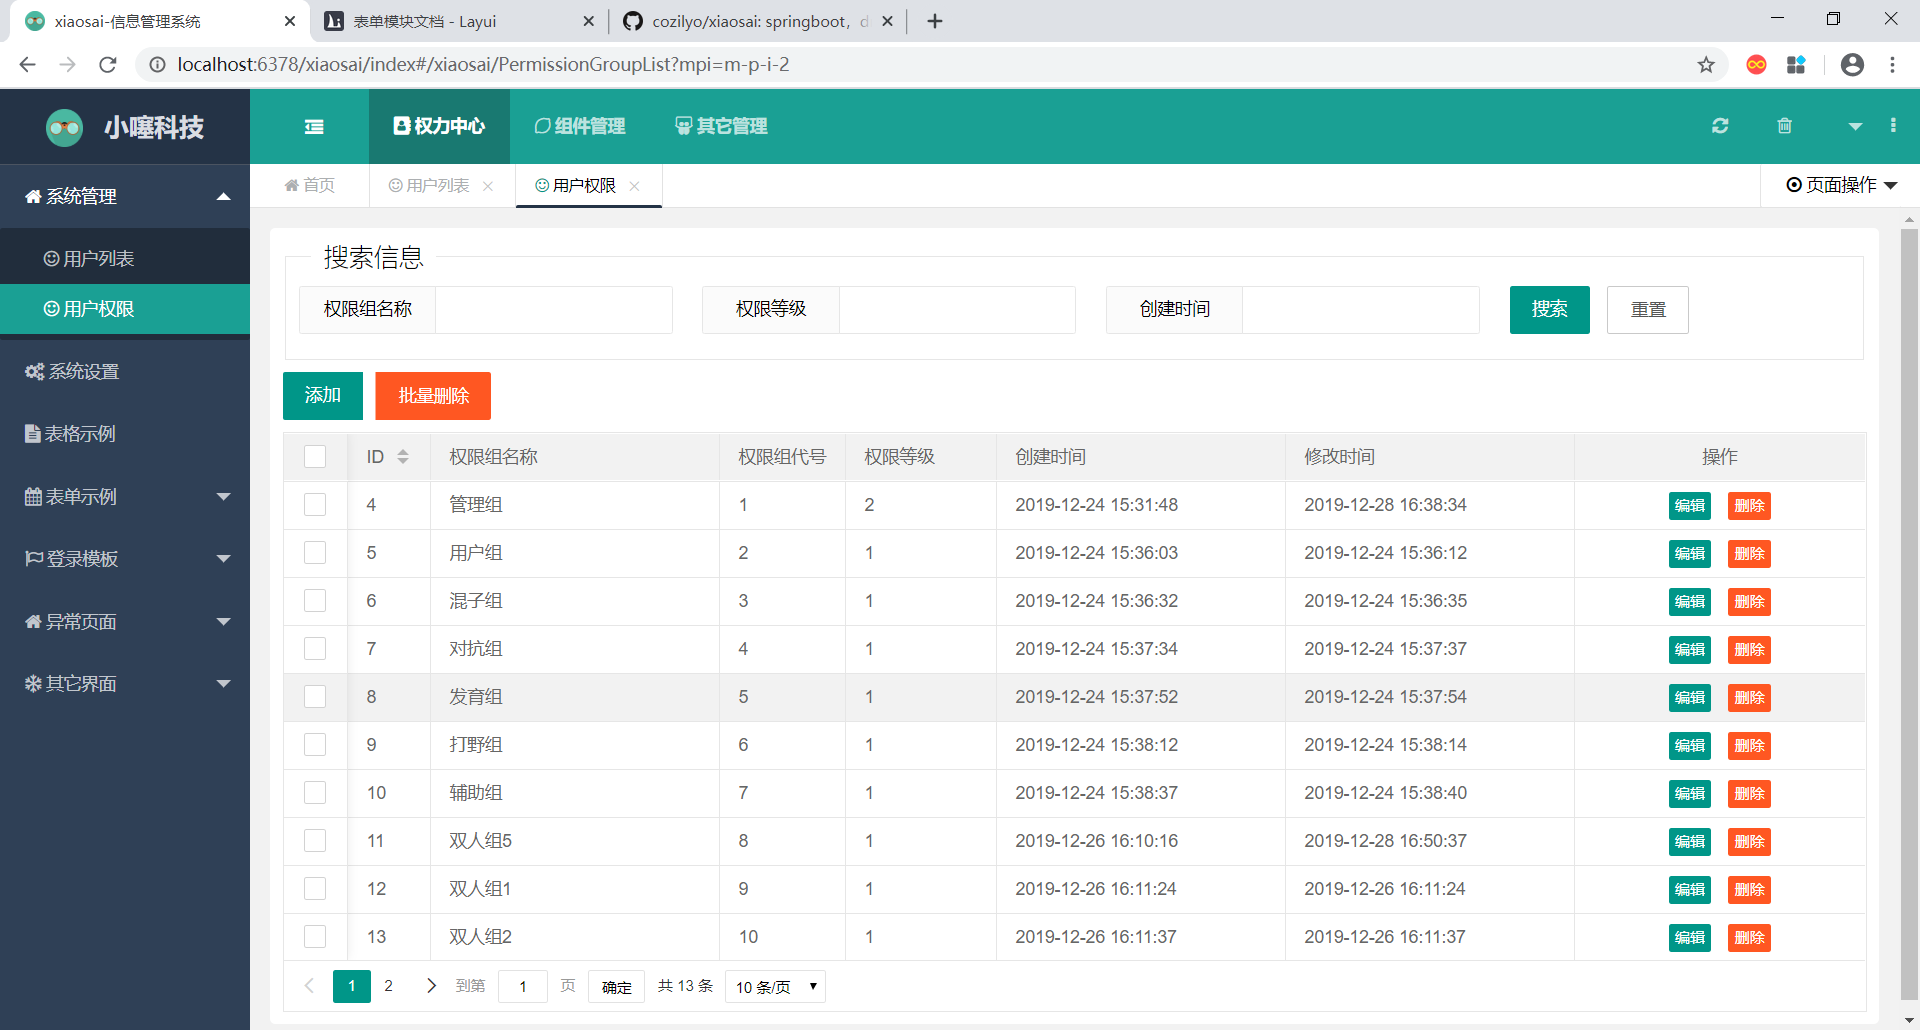 xiaosai-信息管理系统
表单模块文档 - Layui
cozilyo/xiaosai: springboot, d
localhost:6378/xiaosai/index#/xiaosai/PermissionGroupList?mpi=m-p-i-2
小噻科技
权力中心
组件管理
其它管理
首页
用户列表
用户权限
页面操作
系统管理
用户列表
用户权限
系统设置
表格示例
表单示例
登录模板
异常页面
其它界面
搜索信息
权限组名称
权限等级
创建时间
搜索
重置
添加
批量删除
ID 权限组名称 权限组代号 权限等级 创建时间 修改时间 操作
4 管理组 1 2 2019-12-24 15:31:48 2019-12-28 16:38:34 编辑 删除
5 用户组 2 1 2019-12-24 15:36:03 2019-12-24 15:36:12 编辑 删除
6 混子组 3 1 2019-12-24 15:36:32 2019-12-24 15:36:35 编辑 删除
7 对抗组 4 1 2019-12-24 15:37:34 2019-12-24 15:37:37 编辑 删除
8 发育组 5 1 2019-12-24 15:37:52 2019-12-24 15:37:54 编辑 删除
9 打野组 6 1 2019-12-24 15:38:12 2019-12-24 15:38:14 编辑 删除
10 辅助组 7 1 2019-12-24 15:38:37 2019-12-24 15:38:40 编辑 删除
11 双人组5 8 1 2019-12-26 16:10:16 2019-12-28 16:50:37 编辑 删除
12 双人组1 9 1 2019-12-26 16:11:24 2019-12-26 16:11:24 编辑 删除
13 双人组2 10 1 2019-12-26 16:11:37 2019-12-26 16:11:37 编辑 删除
1 2 到第 1 页 确定 共 13 条 10 条/页